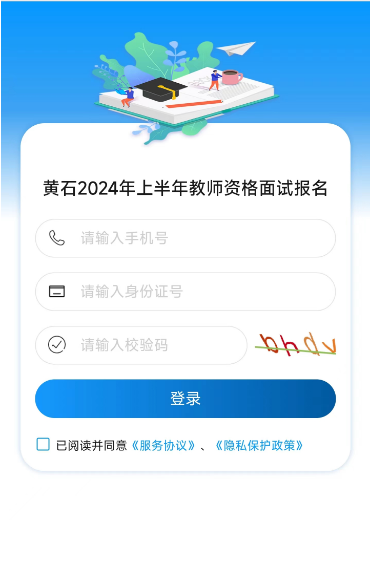 黄石2024年上半年教师资格面试报名
请输入手机号
请输入身份证号
请输入校验码
bhdv
登录
已阅读并同意《服务协议》、《隐私保护政策》